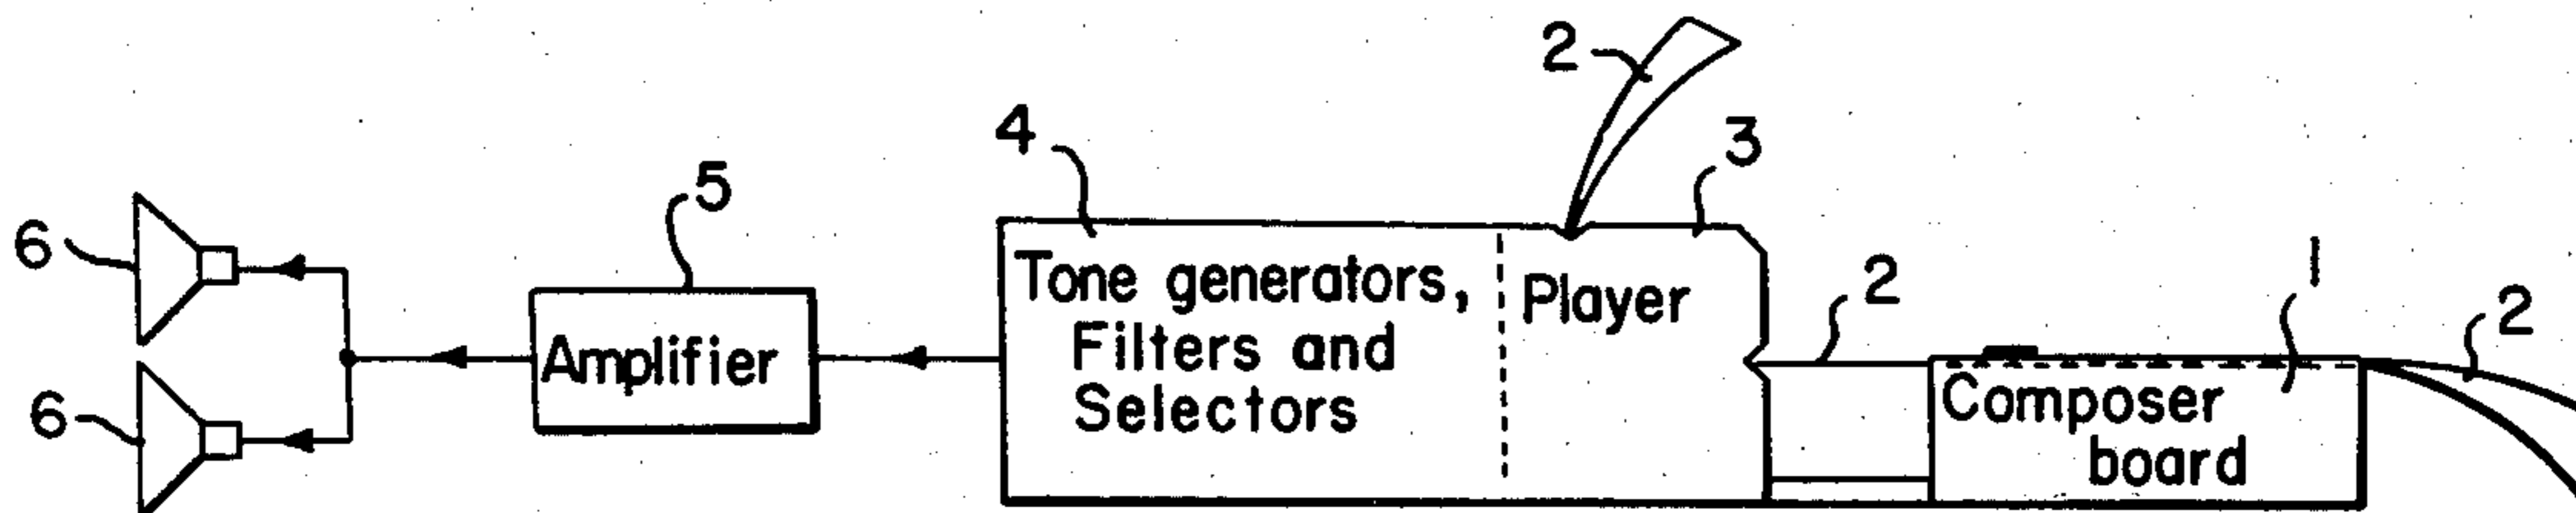 2
4
3
5
6
Tone generators,
Filters and
Selectors
Player
2
1
2
Amplifier
6
Composer
board